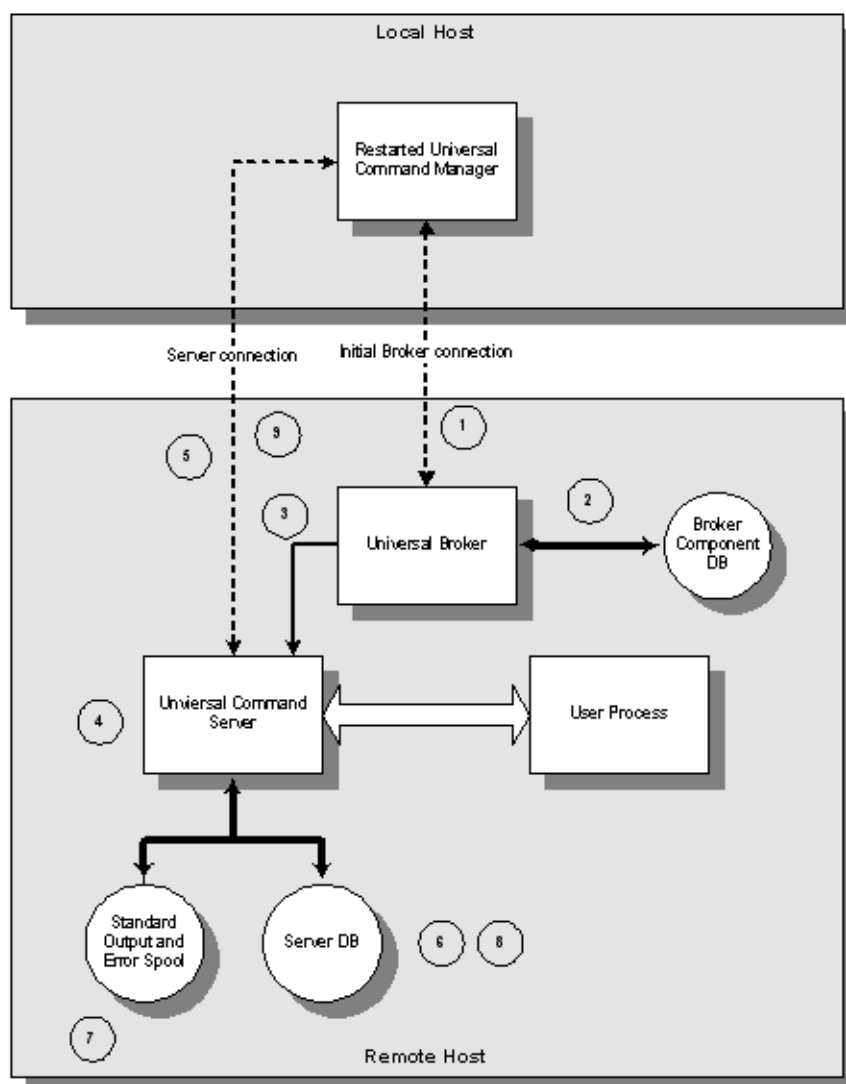 Local Host
Restarted Universal
Command Manager
Server connection
Initial Broker connection
1
9
5
2
3
Universal Broker
Broker
Component
DB
Unviersal Command
Server
User Process
4
Standard
Output and
Error Spool
Server DB
6
8
7
Remote Host